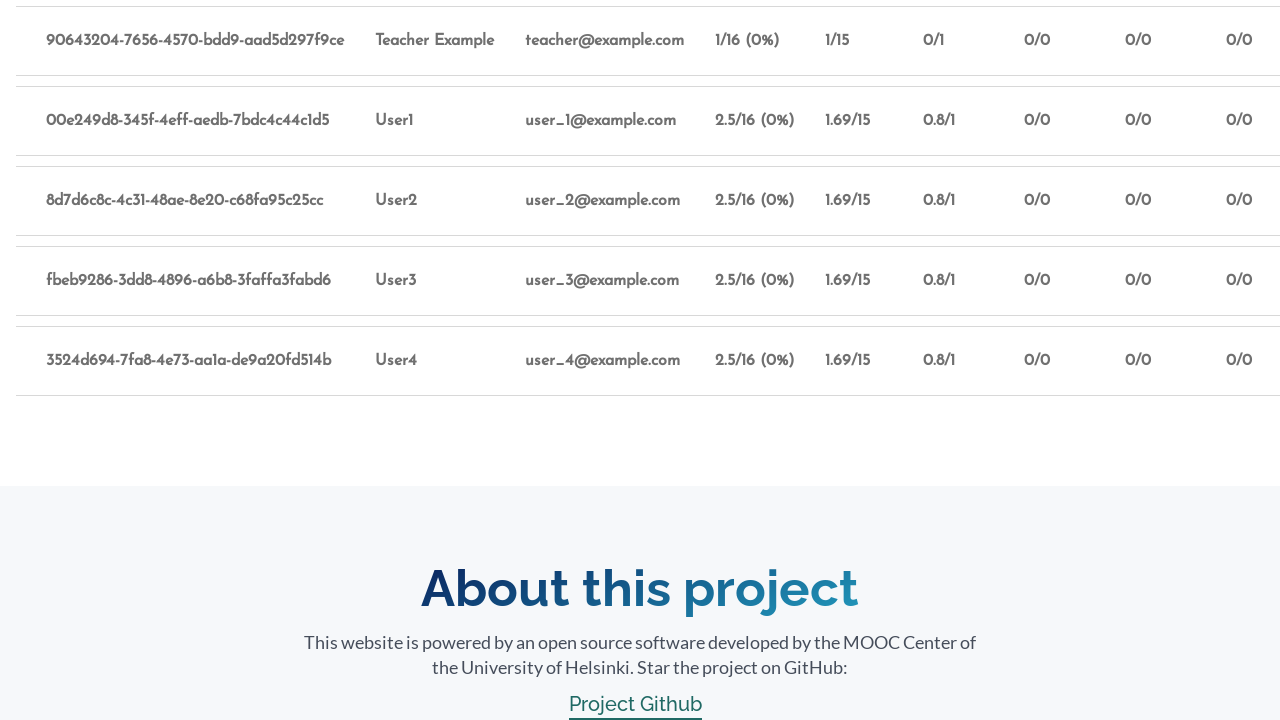 90643204-7656-4570-bdd9-aad5d297f9ce Teacher Example teacher@example.com 1/16 (0%) 1/15 0/1 0/0 0/0 0/0
00e249d8-345f-4eff-aedb-7bdc4c44c1d5 User1 user_1@example.com 2.5/16 (0%) 1.69/15 0.8/1 0/0 0/0 0/0
8d7d6c8c-4c31-48ae-8e20-c68fa95c25cc User2 user_2@example.com 2.5/16 (0%) 1.69/15 0.8/1 0/0 0/0 0/0
fbeb9286-3dd8-4896-a6b8-3faffa3fabd6 User3 user_3@example.com 2.5/16 (0%) 1.69/15 0.8/1 0/0 0/0 0/0
3524d694-7fa8-4e73-aa1a-de9a20fd514b User4 user_4@example.com 2.5/16 (0%) 1.69/15 0.8/1 0/0 0/0 0/0
About this project
This website is powered by an open source software developed by the MOOC Center of
the University of Helsinki. Star the project on GitHub:
Project Github